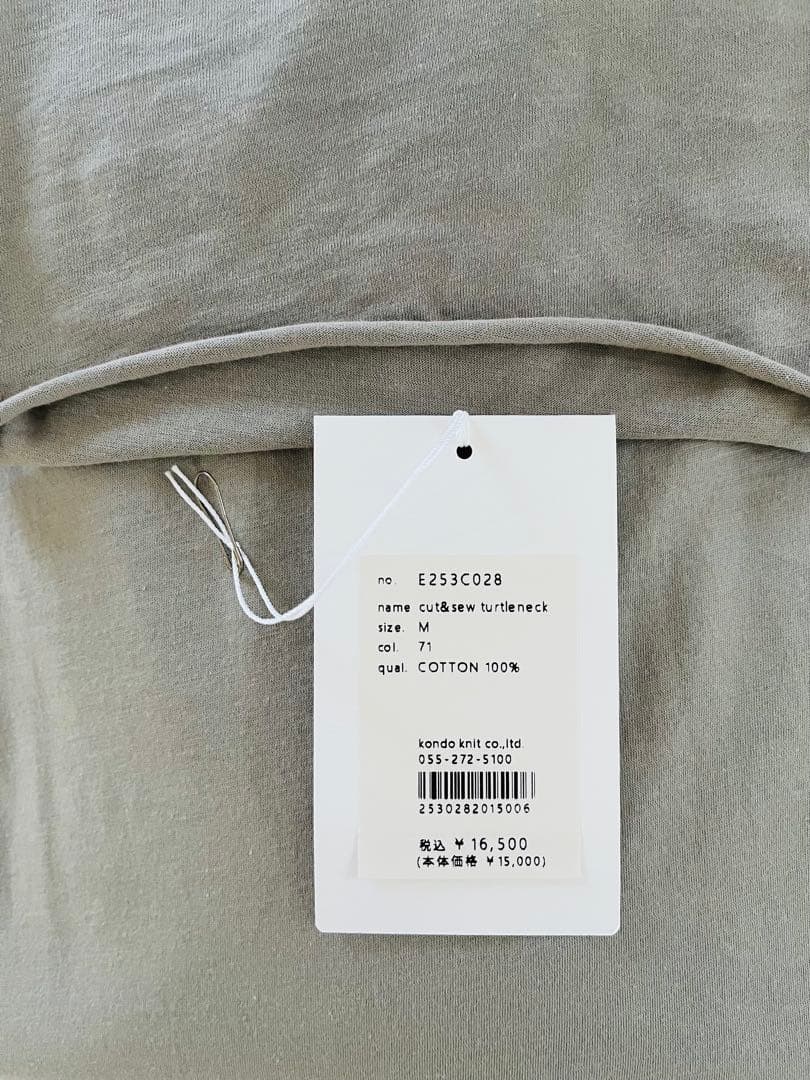 no. E253C028
name cut&sew turtleneck
size. M
col. 71
qual. COTTON 100%
kondo knit co.,ltd.
055-272-5100
2530282015006
税込 ¥16,500
(本体価格 ¥15,000)